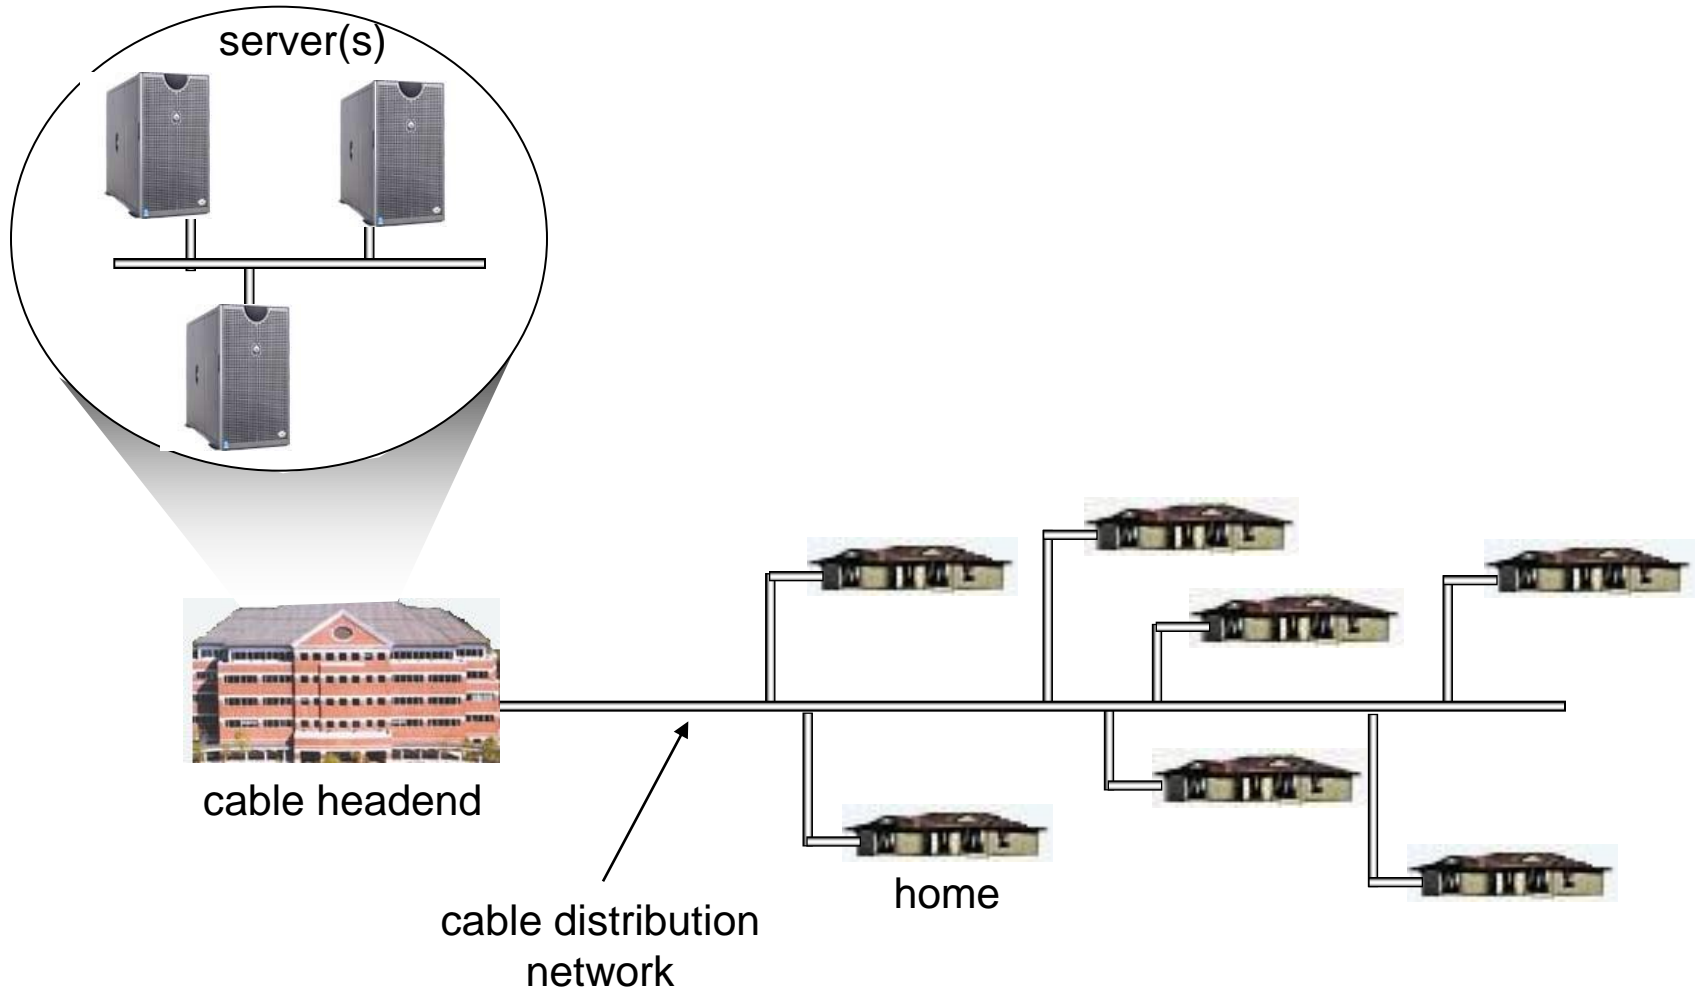 server(s)
cable headend
home
cable distribution
network